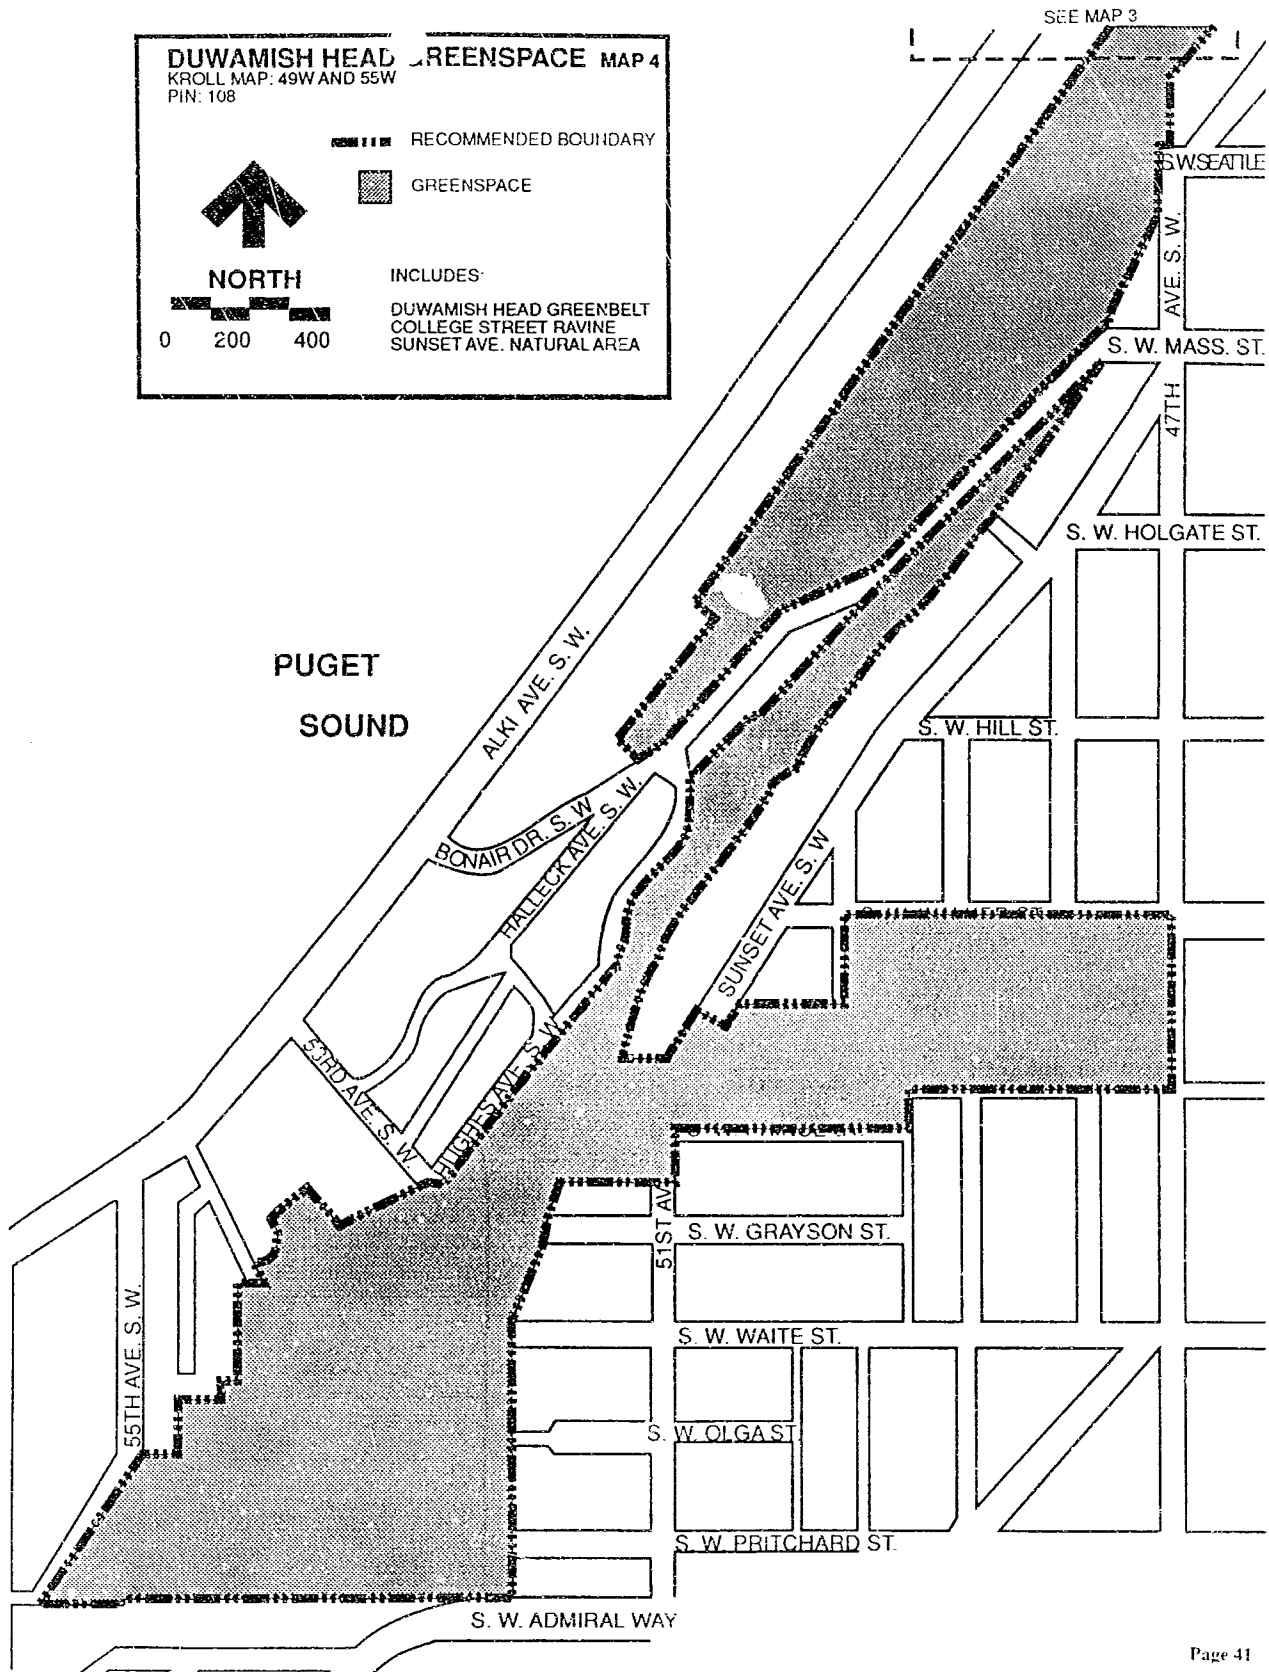 SEE MAP 3
DUWAMISH HEAD REENSPACE MAP 4
KROLL MAP: 49W AND 55W
PIN: 108
RECOMMENDED BOUNDARY
GREENSPACE
NORTH
0 200 400
INCLUDES:
DUWAMISH HEAD GREENBELT
COLLEGE STREET RAVINE
SUNSET AVE. NATURAL AREA
S.W. SEATTLE
47TH AVE. S. W.
S. W. MASS. ST.
S. W. HOLGATE ST.
PUGET
SOUND
ALKI AVE. S. W.
S. W. HILL ST.
BONAIR DR. S. W
HALLECK AVE. S. W.
SUNSET AVE. S. W
53RD AVE. S. W.
HUGHES AVE. S. W.
51ST AV
S. W. GRAYSON ST.
55TH AVE. S. W.
S. W. WAITE ST.
S. W. OLGA ST
S. W. PRITCHARD ST.
S. W. ADMIRAL WAY
Page 41